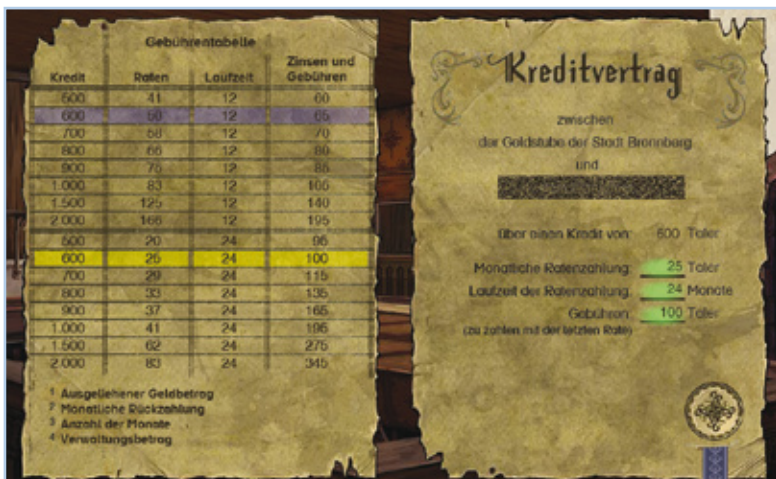 Gebührentabelle
Kredit Raten Laufzeit Zinsen und Gebühren
500 41 12 60
600 50 12 65
700 58 12 70
800 66 12 80
900 75 12 85
1.000 83 12 105
1.500 125 12 140
2.000 166 12 195
500 20 24 95
600 25 24 100
700 29 24 115
800 33 24 135
900 37 24 165
1.000 41 24 195
1.500 62 24 275
2.000 83 24 345
1 Ausgeliehener Geldbetrag
2 Monatliche Rückzahlung
3 Anzahl der Monate
4 Verwaltungsbetrag
Kreditvertrag
zwischen
der Goldstube der Stadt Bronnberg
und
über einen Kredit von: 600 Taler
Monatliche Ratenzahlung: 25 Taler
Laufzeit der Ratenzahlung: 24 Monate
Gebühren: 100 Taler
(zu zahlen mit der letzten Rate)